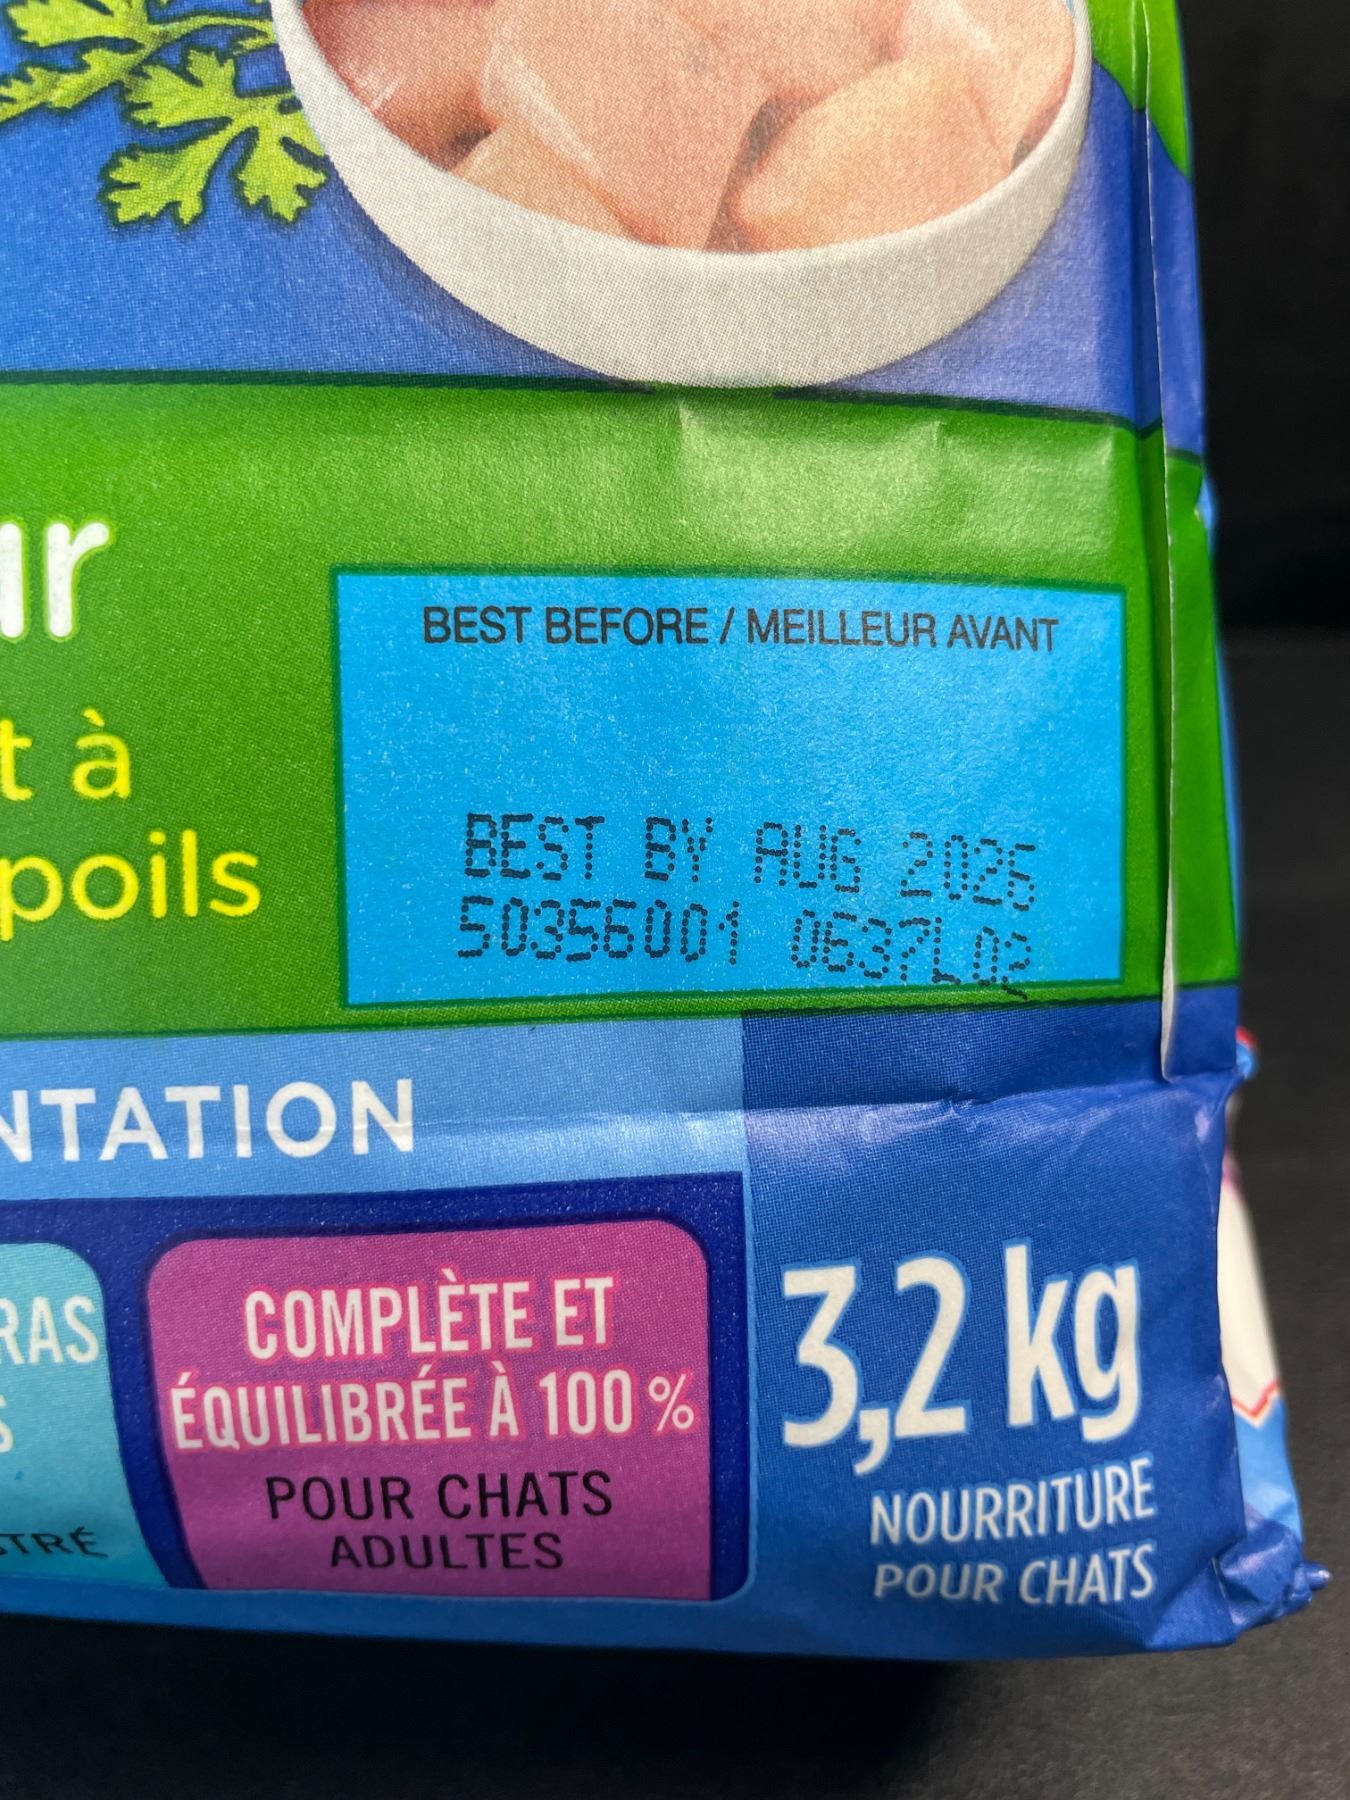 ur
t à
poils
BEST BEFORE / MEILLEUR AVANT
BEST BY AUG 2026
50356001 0637L02
NTATION
RAS
S
STRÉ
COMPLÈTE ET
ÉQUILIBRÉE À 100 %
POUR CHATS
ADULTES
3,2 kg
NOURRITURE
POUR CHATS